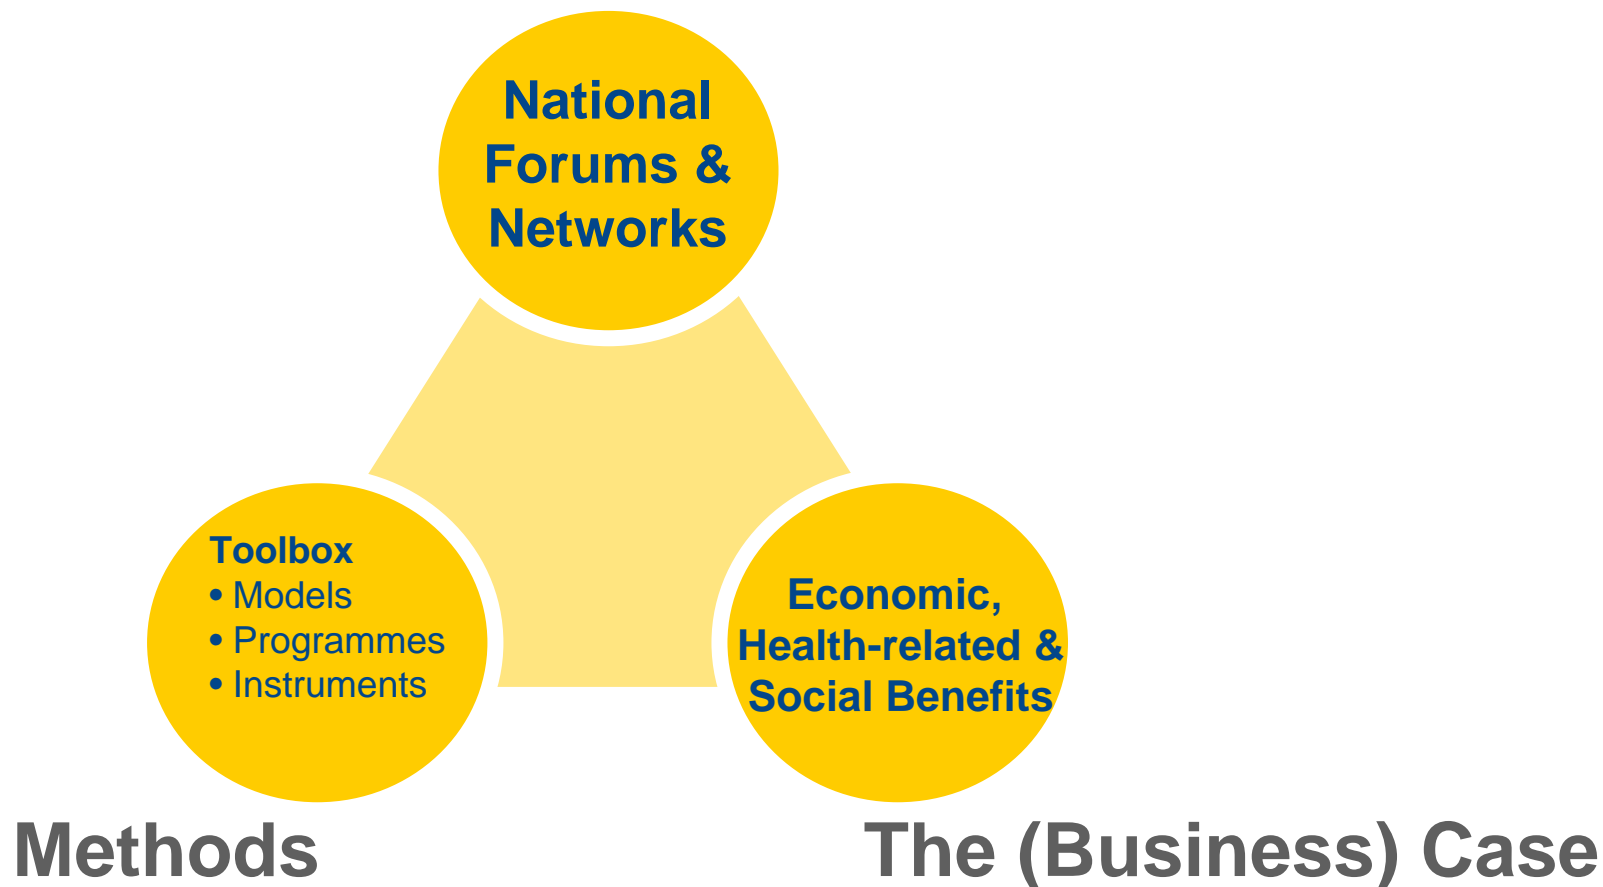 National
Forums &
Networks
Toolbox
• Models
• Programmes
• Instruments
Economic,
Health-related &
Social Benefits
Methods
The (Business) Case